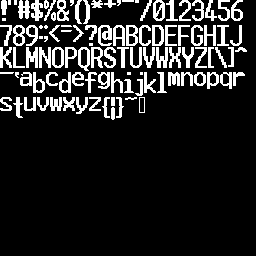 !"#$%&'()*+'—'/0123456
789:;<=>?@ABCDEFGHIJ
KLMNOPQRSTUVWXYZ[\]^
_`abcdefghijklmnopqr
stuvwxyz{|}~▯